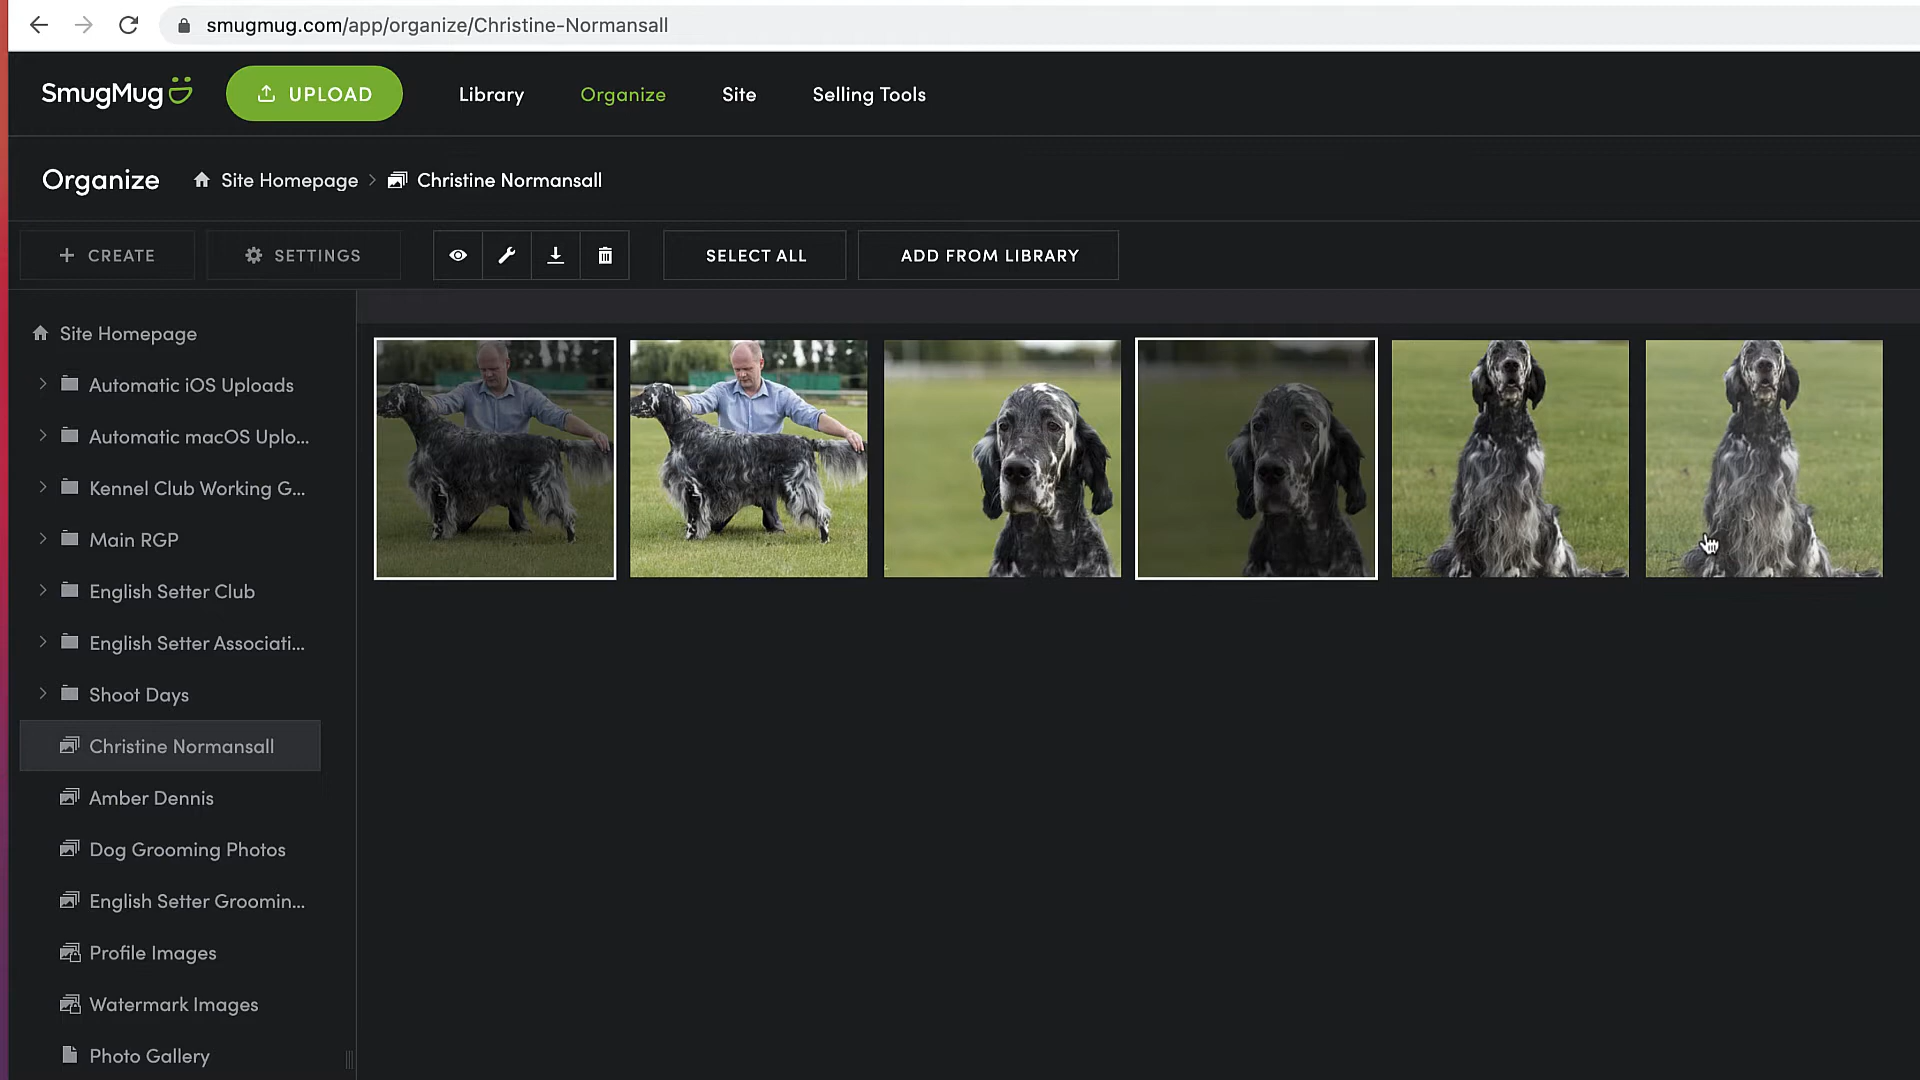 smugmug.com/app/organize/Christine-Normansall
SmugMug
UPLOAD
Library
Organize
Site
Selling Tools
Organize
Site Homepage
Christine Normansall
CREATE
SETTINGS
SELECT ALL
ADD FROM LIBRARY
Site Homepage
Automatic iOS Uploads
Automatic macOS Uplo...
Kennel Club Working G...
Main RGP
English Setter Club
English Setter Associati...
Shoot Days
Christine Normansall
Amber Dennis
Dog Grooming Photos
English Setter Groomin...
Profile Images
Watermark Images
Photo Gallery